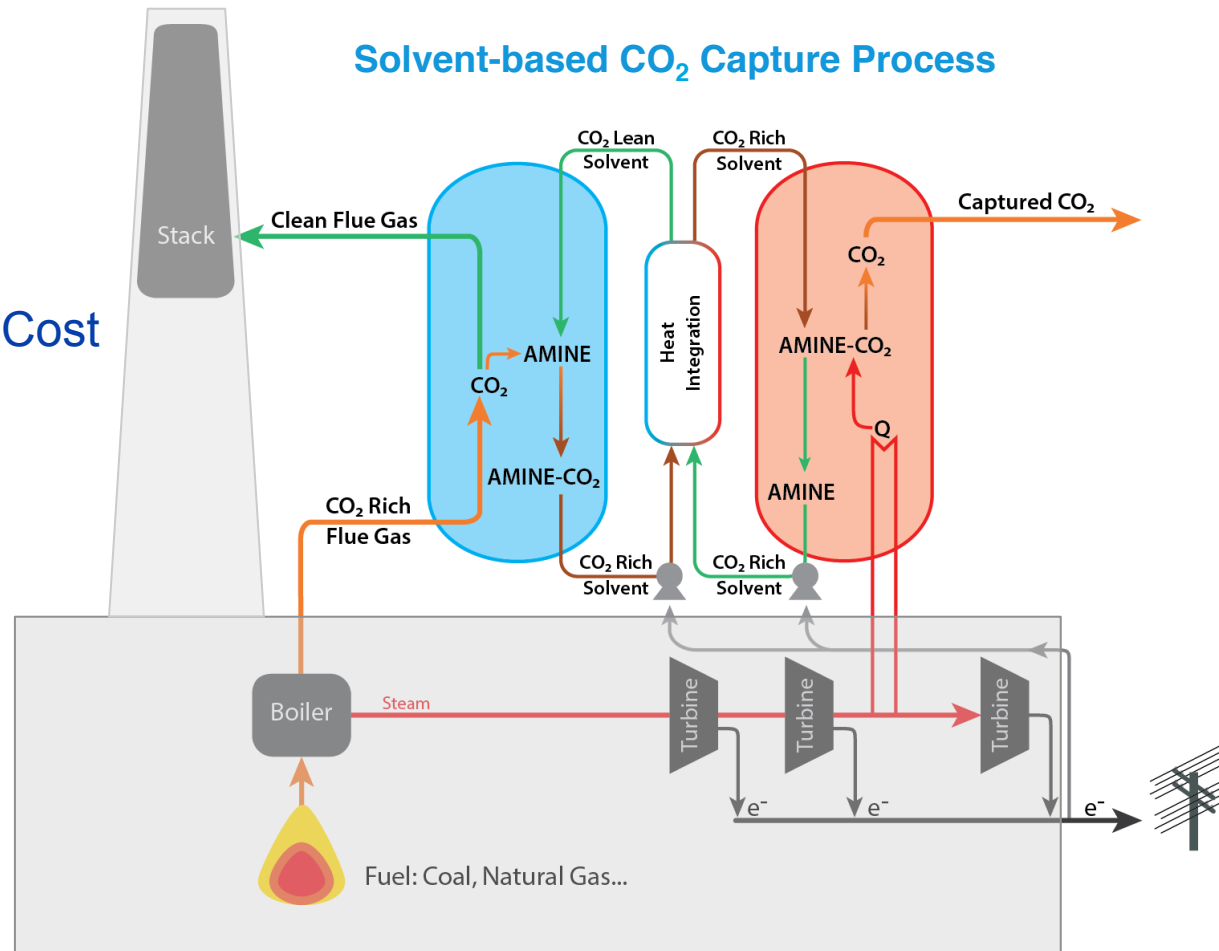 Solvent-based CO₂ Capture Process
CO₂ Lean
Solvent
CO₂ Rich
Solvent
Clean Flue Gas
Captured CO₂
Stack
CO₂
Cost
Heat
Integration
AMINE
AMINE-CO₂
CO₂
Q
AMINE-CO₂
AMINE
CO₂ Rich
Flue Gas
CO₂ Rich
Solvent
CO₂ Rich
Solvent
Boiler
Steam
Turbine
Turbine
Turbine
e⁻
e⁻
e⁻
Fuel: Coal, Natural Gas...